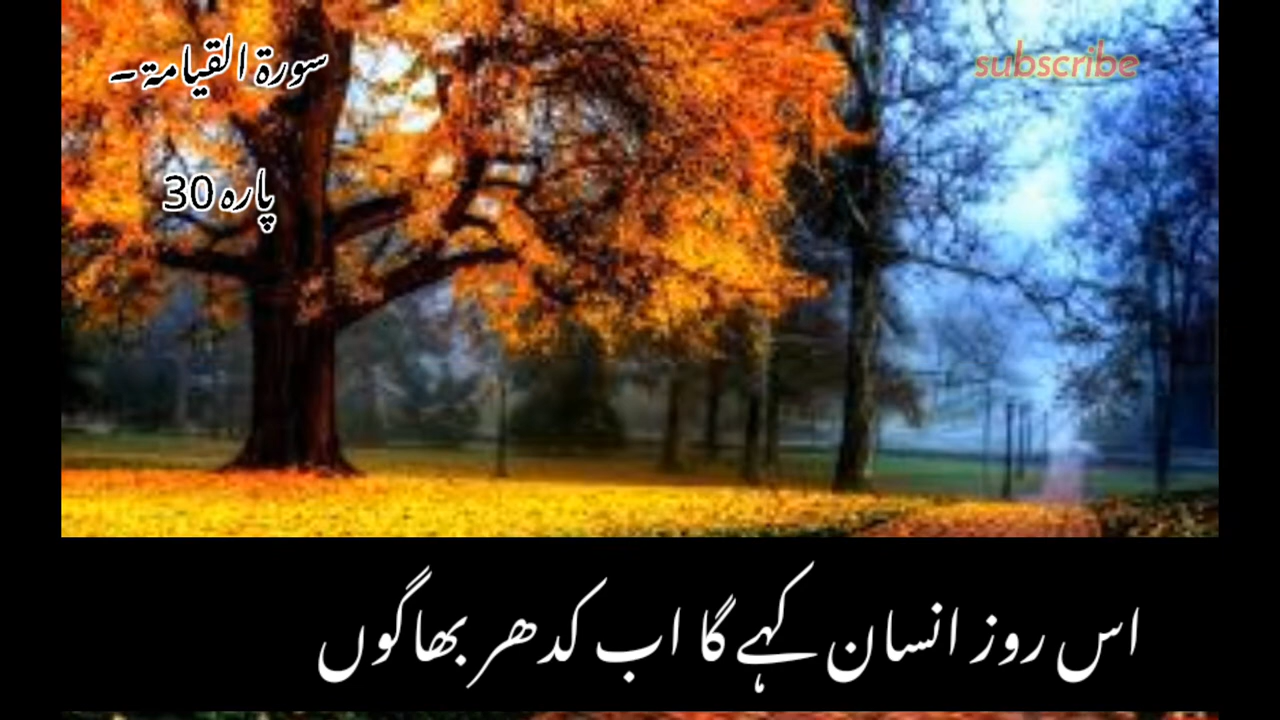 سورۃ القیامۃ۔
subscribe
پارہ 30
اس روز انسان کہے گا اب کدھر بھاگوں